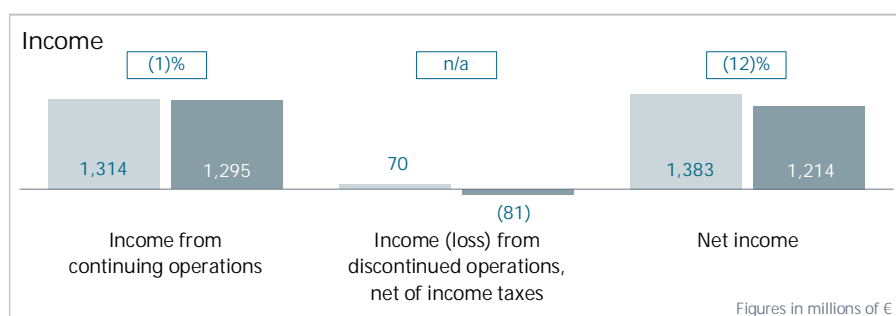 Income
(1)% n/a (12)%
1,314 1,295 70 (81) 1,383 1,214
Income from
continuing operations
Income (loss) from
discontinued operations,
net of income taxes
Net income
Figures in millions of €